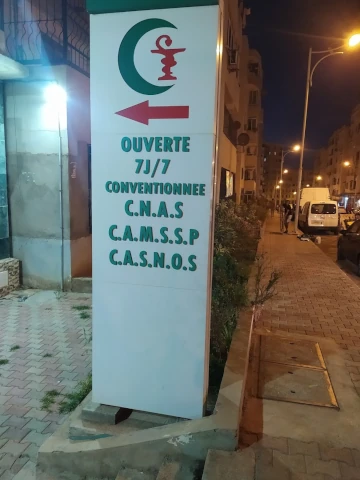 OUVERTE
7J/7
CONVENTIONNEE
C.N.A.S
C.A.M.S.S.P
C.A.S.N.O.S